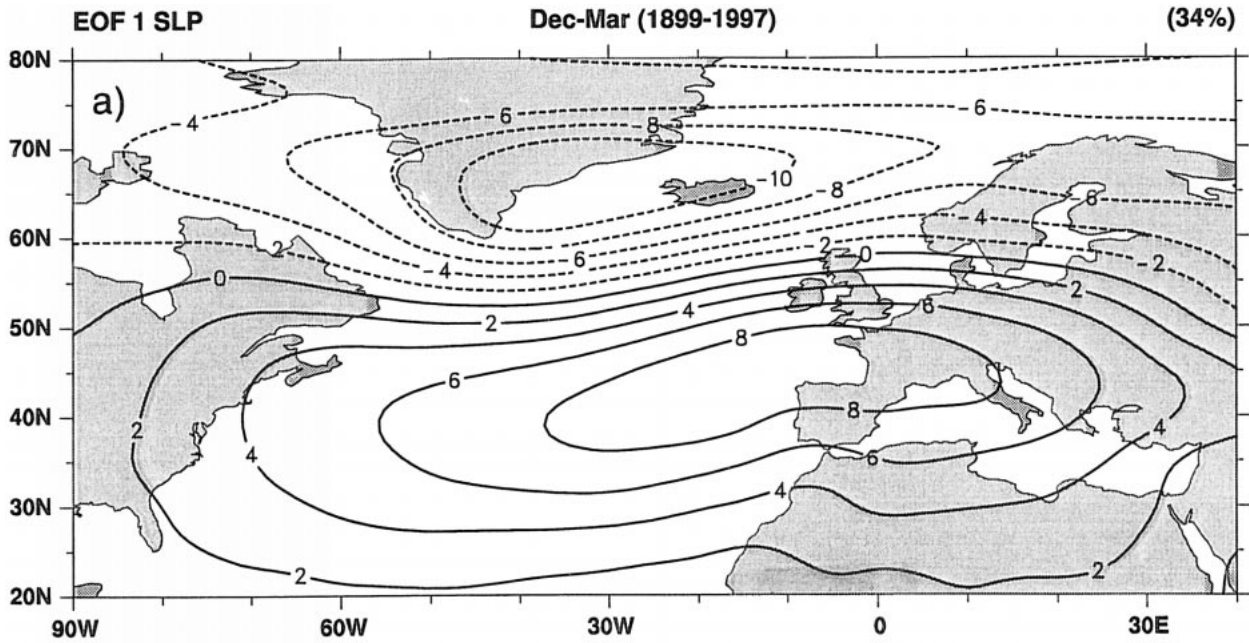 EOF 1 SLP Dec-Mar (1899-1997) (34%)
80N
a)
-6 -6
-4 -8
70N
-10
-8
-6
-4
60N
-2 -2
-4 -6 0 -2
0
4 2
50N 2
6
8
6
40N 8
2 4
4 6
4
30N
2 2
20N
90W 60W 30W 0 30E